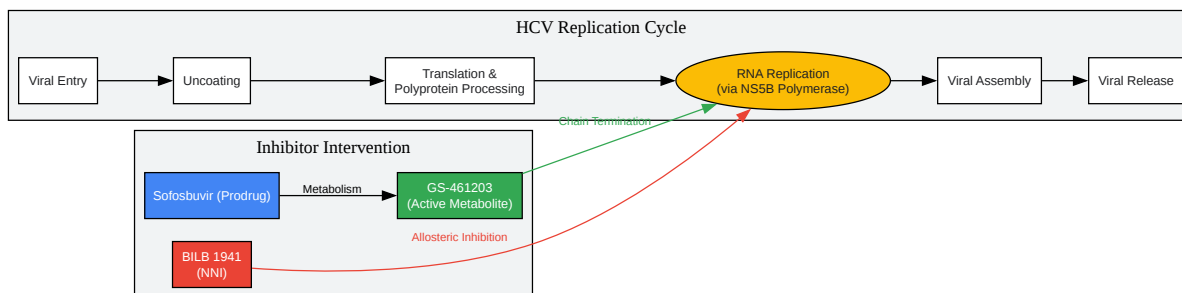 HCV Replication Cycle
Viral Entry
Uncoating
Translation &
Polyprotein Processing
RNA Replication
(via NS5B Polymerase)
Viral Assembly
Viral Release
Chain Termination
Inhibitor Intervention
Sofosbuvir (Prodrug)
Metabolism
GS-461203
(Active Metabolite)
Allosteric Inhibition
BILB 1941
(NNI)